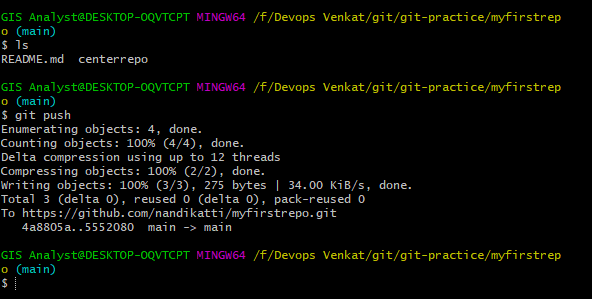 GIS Analyst@DESKTOP-OQVTCPT MINGW64 /f/Devops Venkat/git/git-practice/myfirstrep
o (main)
$ ls
README.md  centerrepo
GIS Analyst@DESKTOP-OQVTCPT MINGW64 /f/Devops Venkat/git/git-practice/myfirstrep
o (main)
$ git push
Enumerating objects: 4, done.
Counting objects: 100% (4/4), done.
Delta compression using up to 12 threads
Compressing objects: 100% (2/2), done.
Writing objects: 100% (3/3), 275 bytes | 34.00 KiB/s, done.
Total 3 (delta 0), reused 0 (delta 0), pack-reused 0
To https://github.com/nandikatti/myfirstrepo.git
   4a8805a..5552080  main -> main
GIS Analyst@DESKTOP-OQVTCPT MINGW64 /f/Devops Venkat/git/git-practice/myfirstrep
o (main)
$